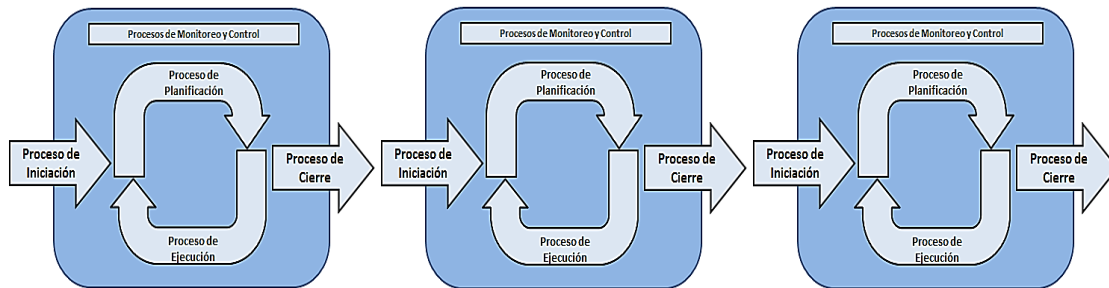 Procesos de Monitoreo y Control
Proceso de
Planificación
Proceso de
Iniciación
Proceso de
Cierre
Proceso de
Ejecución
Procesos de Monitoreo y Control
Proceso de
Planificación
Proceso de
Iniciación
Proceso de
Cierre
Proceso de
Ejecución
Procesos de Monitoreo y Control
Proceso de
Planificación
Proceso de
Iniciación
Proceso de
Cierre
Proceso de
Ejecución